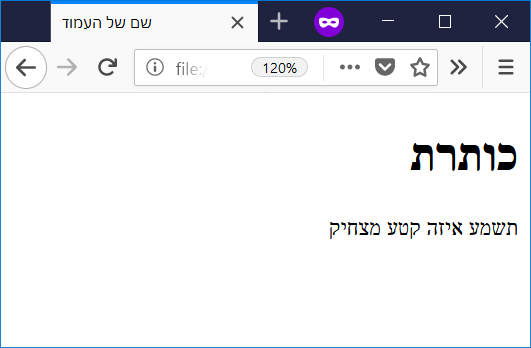 שם של העמוד
file:/
120%
כותרת
תשמע איזה קטע מצחיק